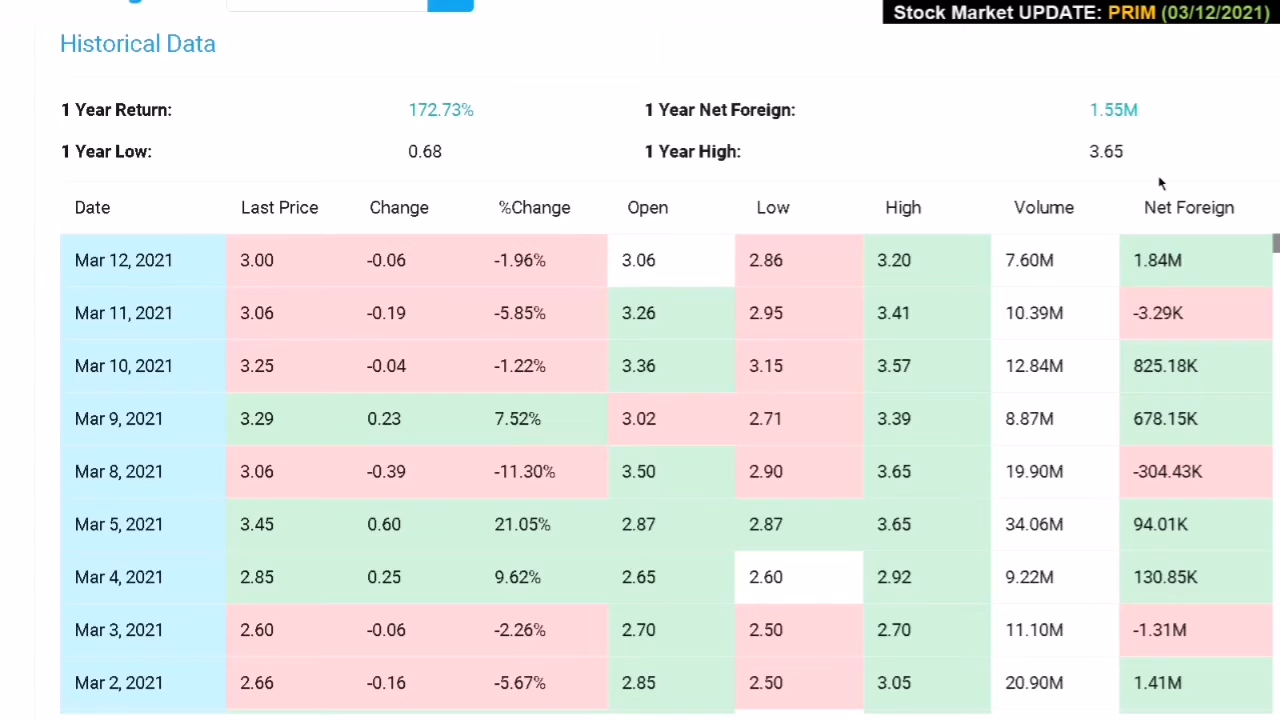 Stock Market UPDATE: PRIM (03/12/2021)
Historical Data
1 Year Return: 172.73% 1 Year Net Foreign: 1.55M
1 Year Low: 0.68 1 Year High: 3.65
Date Last Price Change %Change Open Low High Volume Net Foreign
Mar 12, 2021 3.00 -0.06 -1.96% 3.06 2.86 3.20 7.60M 1.84M
Mar 11, 2021 3.06 -0.19 -5.85% 3.26 2.95 3.41 10.39M -3.29K
Mar 10, 2021 3.25 -0.04 -1.22% 3.36 3.15 3.57 12.84M 825.18K
Mar 9, 2021 3.29 0.23 7.52% 3.02 2.71 3.39 8.87M 678.15K
Mar 8, 2021 3.06 -0.39 -11.30% 3.50 2.90 3.65 19.90M -304.43K
Mar 5, 2021 3.45 0.60 21.05% 2.87 2.87 3.65 34.06M 94.01K
Mar 4, 2021 2.85 0.25 9.62% 2.65 2.60 2.92 9.22M 130.85K
Mar 3, 2021 2.60 -0.06 -2.26% 2.70 2.50 2.70 11.10M -1.31M
Mar 2, 2021 2.66 -0.16 -5.67% 2.85 2.50 3.05 20.90M 1.41M